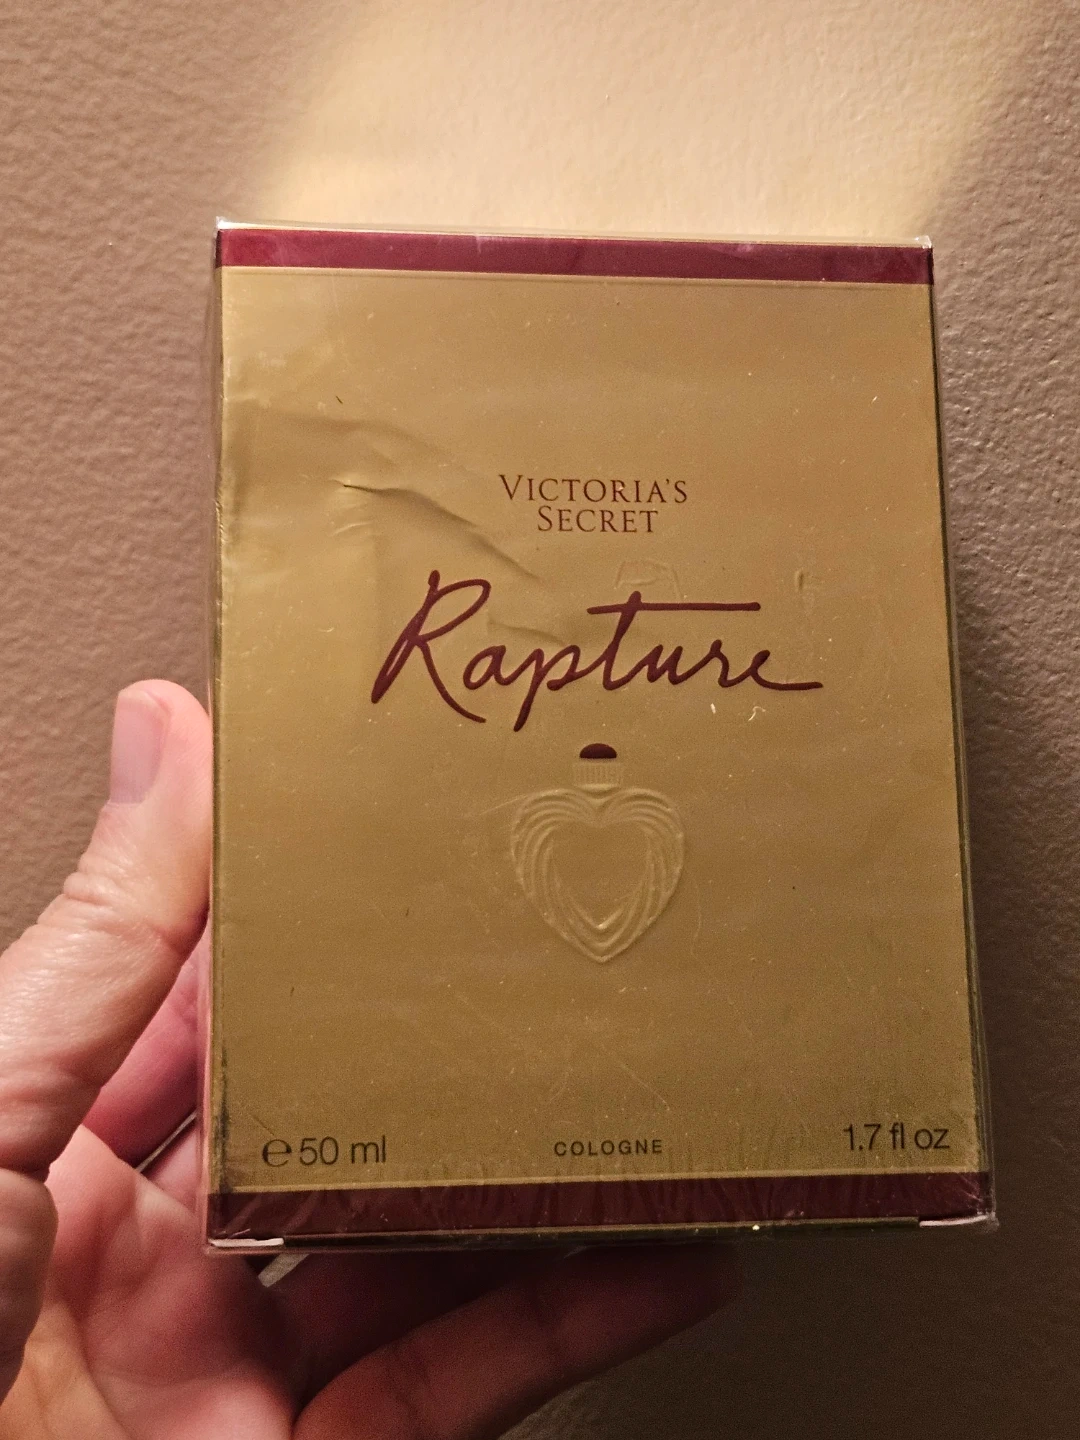 VICTORIA'S
SECRET
Rapture
℮50 ml
COLOGNE
1.7 fl oz